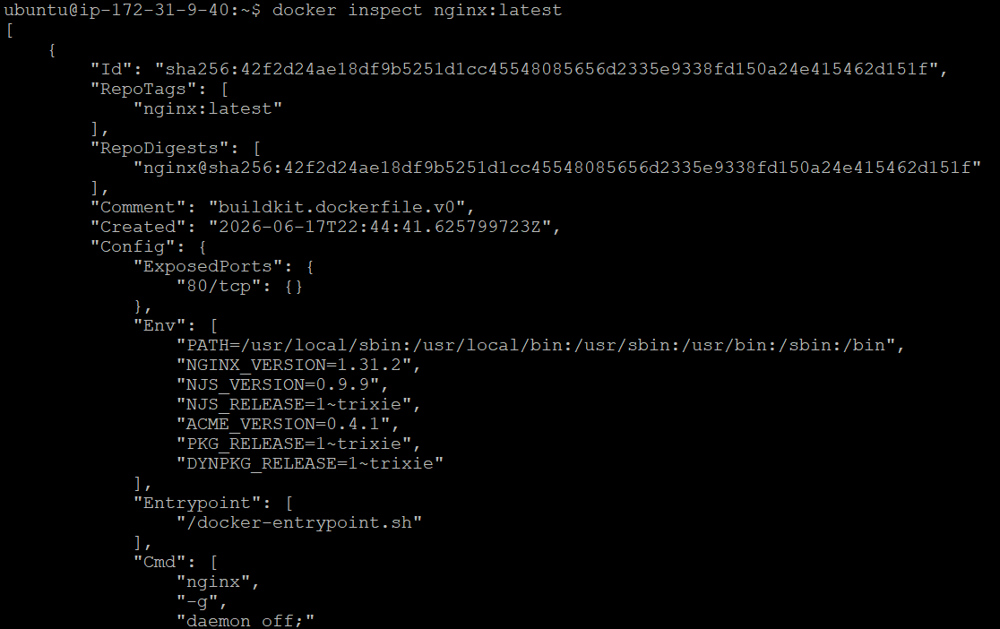 ubuntu@ip-172-31-9-40:~$ docker inspect nginx:latest
[
    {
        "Id": "sha256:42f2d24ae18df9b5251d1cc45548085656d2335e9338fd150a24e415462d151f",
        "RepoTags": [
            "nginx:latest"
        ],
        "RepoDigests": [
            "nginx@sha256:42f2d24ae18df9b5251d1cc45548085656d2335e9338fd150a24e415462d151f"
        ],
        "Comment": "buildkit.dockerfile.v0",
        "Created": "2026-06-17T22:44:41.625799723Z",
        "Config": {
            "ExposedPorts": {
                "80/tcp": {}
            },
            "Env": [
                "PATH=/usr/local/sbin:/usr/local/bin:/usr/sbin:/usr/bin:/sbin:/bin",
                "NGINX_VERSION=1.31.2",
                "NJS_VERSION=0.9.9",
                "NJS_RELEASE=1~trixie",
                "ACME_VERSION=0.4.1",
                "PKG_RELEASE=1~trixie",
                "DYNPKG_RELEASE=1~trixie"
            ],
            "Entrypoint": [
                "/docker-entrypoint.sh"
            ],
            "Cmd": [
                "nginx",
                "-g",
                "daemon off;"